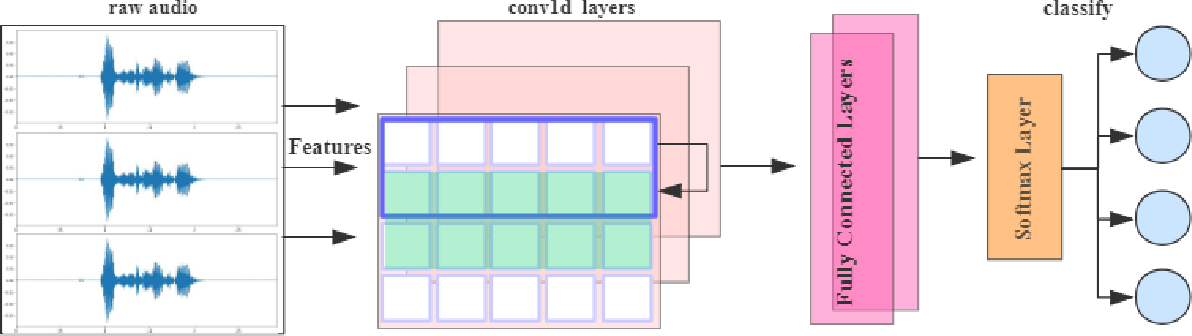 raw audio
conv1d layers
classify
Features
Fully Connected Layers
Softmax Layer